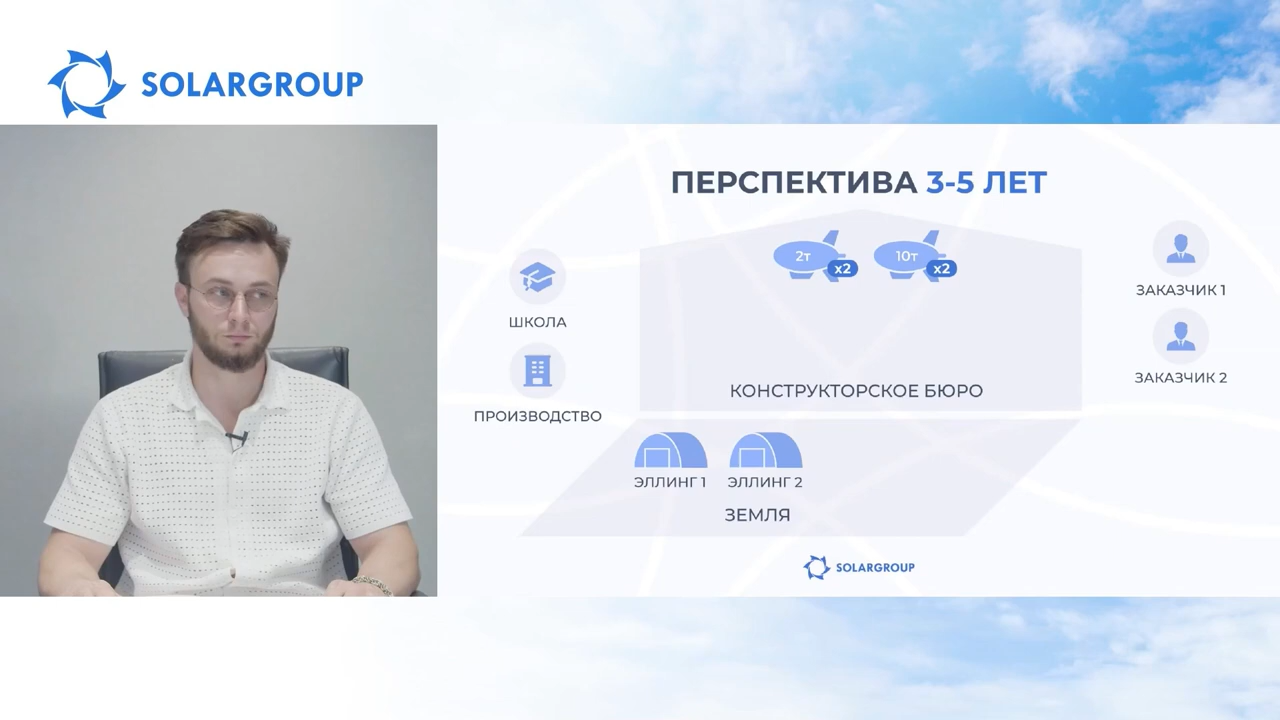 SOLARGROUP
ПЕРСПЕКТИВА 3-5 ЛЕТ
2т
x2
10т
x2
ШКОЛА
ПРОИЗВОДСТВО
ЗАКАЗЧИК 1
ЗАКАЗЧИК 2
КОНСТРУКТОРСКОЕ БЮРО
ЭЛЛИНГ 1
ЭЛЛИНГ 2
ЗЕМЛЯ
SOLARGROUP